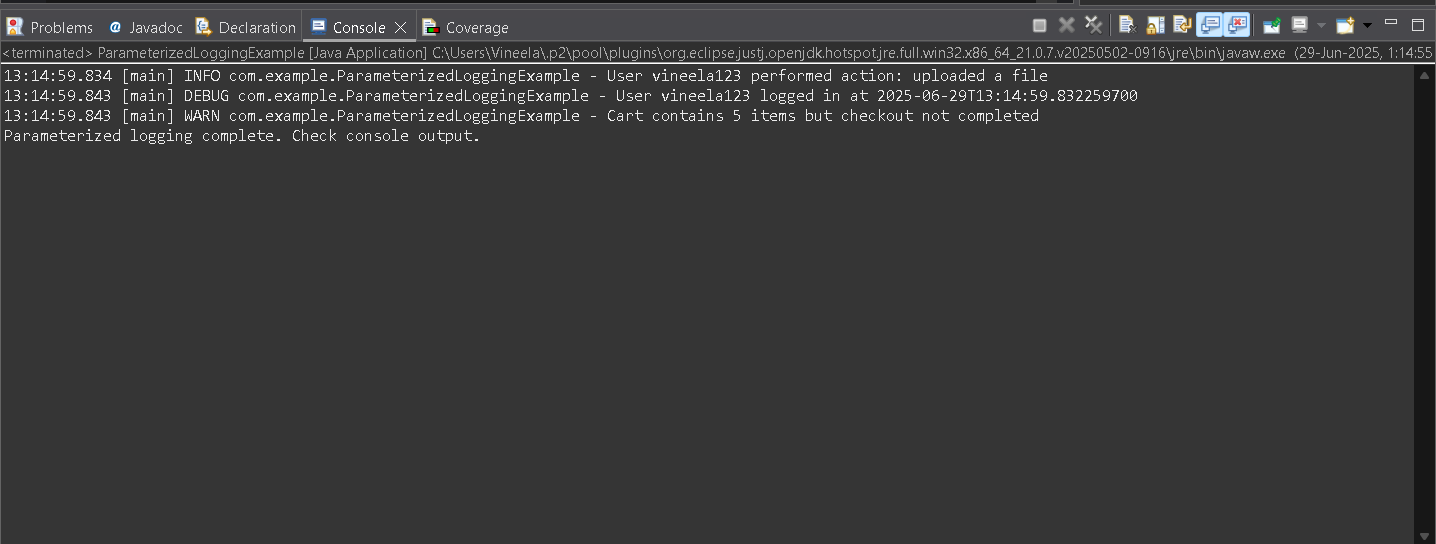 Problems @ Javadoc Declaration Console Coverage
<terminated> ParameterizedLoggingExample [Java Application] C:\Users\Vineela\.p2\pool\plugins\org.eclipse.justj.openjdk.hotspot.jre.full.win32.x86_64_21.0.7.v20250502-0916\jre\bin\javaw.exe (29-Jun-2025, 1:14:55
13:14:59.834 [main] INFO com.example.ParameterizedLoggingExample - User vineela123 performed action: uploaded a file
13:14:59.843 [main] DEBUG com.example.ParameterizedLoggingExample - User vineela123 logged in at 2025-06-29T13:14:59.832259700
13:14:59.843 [main] WARN com.example.ParameterizedLoggingExample - Cart contains 5 items but checkout not completed
Parameterized logging complete. Check console output.